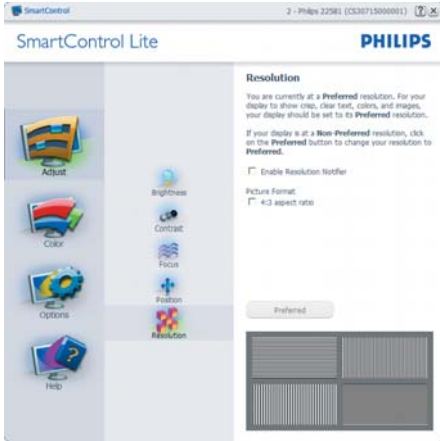 SmartControl
2 - Philips 225B1 (CS30715000001)
SmartControl Lite
PHILIPS
Adjust
Color
Options
Help
Brightness
Contrast
Focus
Position
Resolution
Resolution
You are currently at a Preferred resolution. For your
display to show crisp, clear text, colors, and images,
your display should be set to its Preferred resolution.
If your display is at a Non-Preferred resolution, click
on the Preferred button to change your resolution to
Preferred.
Enable Resolution Notifier
Picture Format
4:3 aspect ratio
Preferred